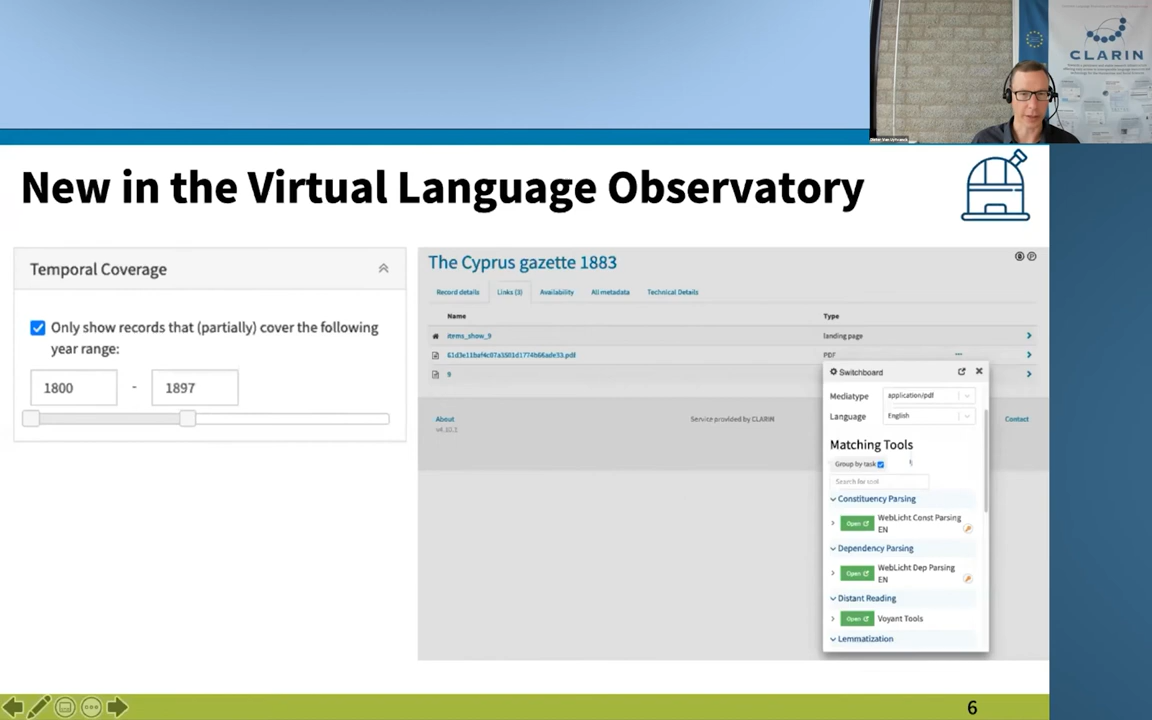 CLARIN
New in the Virtual Language Observatory
Temporal Coverage
Only show records that (partially) cover the following
year range:
1800 - 1897
The Cyprus gazette 1883
Record details Links (3) Availability All metadata Technical Details
Name Type
items_show_9 landing page
PDF
9
Switchboard
Mediatype application/pdf
Language English
Matching Tools
Group by task
Search for tool
Constituency Parsing
Open WebLicht Const Parsing
EN
Dependency Parsing
Open WebLicht Dep Parsing
EN
Distant Reading
Open Voyant Tools
Lemmatization
About Service provided by CLARIN Contact
6